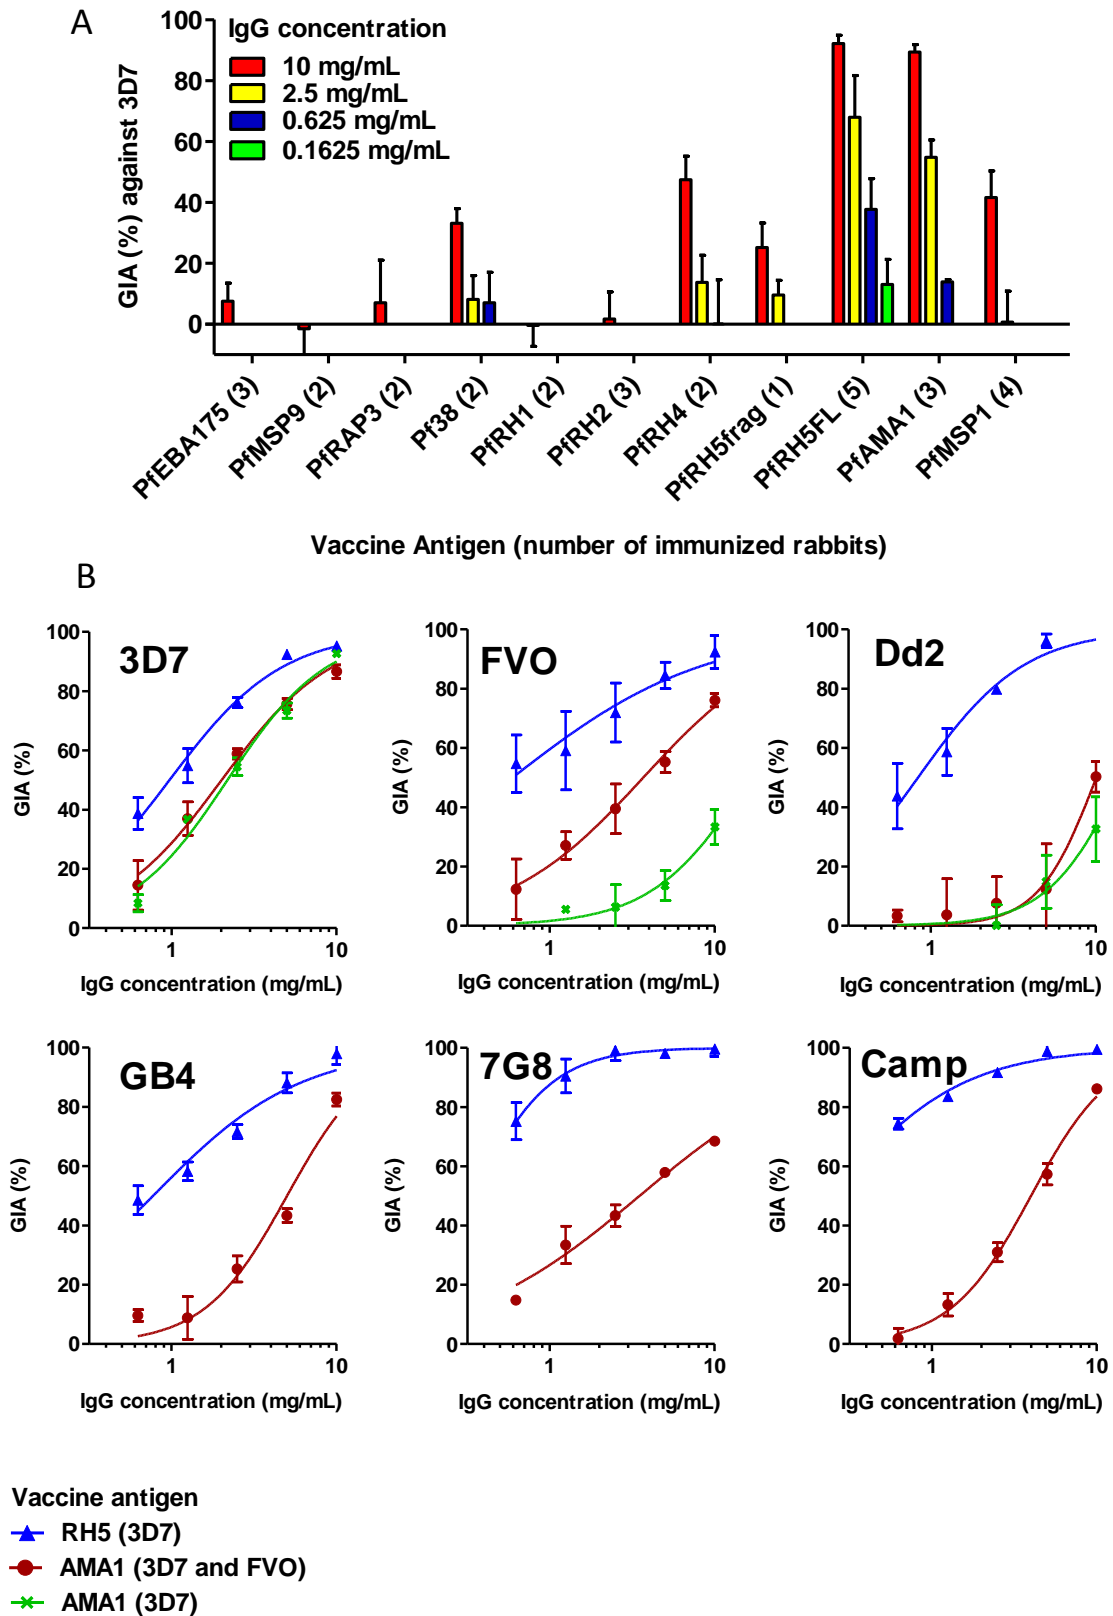 A
IgG concentration
10 mg/mL
2.5 mg/mL
0.625 mg/mL
0.1625 mg/mL
GIA (%) against 3D7
100
80
60
40
20
0
PfEBA175 (3)
PfMSP9 (2)
PfRAP3 (2)
Pf38 (2)
PfRH1 (2)
PfRH2 (3)
PfRH4 (2)
PfRH5frag (1)
PfRH5FL (5)
PfAMA1 (3)
PfMSP1 (4)
Vaccine Antigen (number of immunized rabbits)
B
3D7
GIA (%)
100
80
60
40
20
0
1
10
IgG concentration (mg/mL)
FVO
GIA (%)
100
80
60
40
20
0
1
10
IgG concentration (mg/mL)
Dd2
GIA (%)
100
80
60
40
20
0
1
10
IgG concentration (mg/mL)
GB4
GIA (%)
100
80
60
40
20
0
1
10
IgG concentration (mg/mL)
7G8
GIA (%)
100
80
60
40
20
0
1
10
IgG concentration (mg/mL)
Camp
GIA (%)
100
80
60
40
20
0
1
10
IgG concentration (mg/mL)
Vaccine antigen
RH5 (3D7)
AMA1 (3D7 and FVO)
AMA1 (3D7)